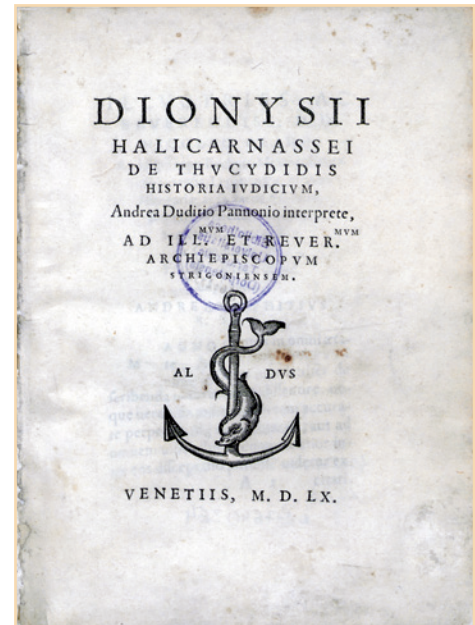 DIONYSII
HALICARNASSEI
DE THVCYDIDIS
HISTORIA IVDICIVM,
Andrea Duditio Pannonio interprete,
AD ILL.MVM ET REVER.MVM
ARCHIEPISCOPVM
STRIGONIENSEM.
AL DVS
VENETIIS, M. D. LX.